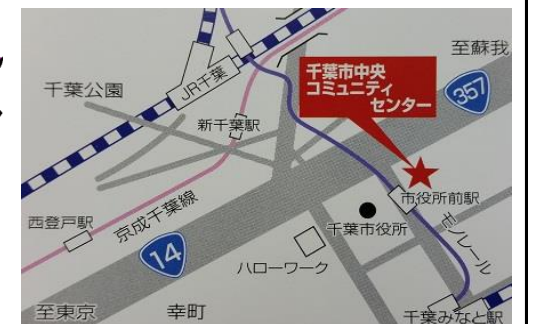 至蘇我
千葉市中央
コミュニティ
センター
357
JR千葉
千葉公園
新千葉駅
市役所前駅
西登戸駅
京成千葉線
千葉市役所
モノレール
14
ハローワーク
至東京
幸町
千葉みなと駅